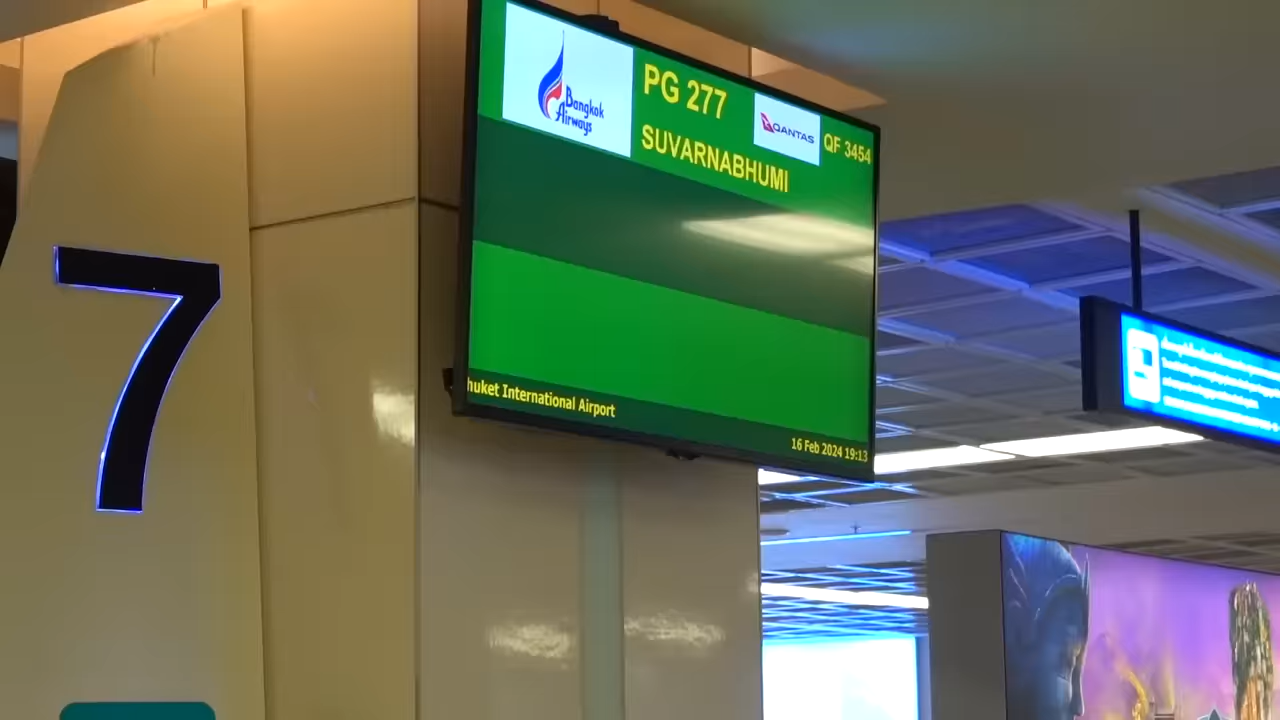 7
Bangkok
Airways
PG 277
QANTAS
QF 3454
SUVARNABHUMI
huket International Airport
16 Feb 2024 19:13